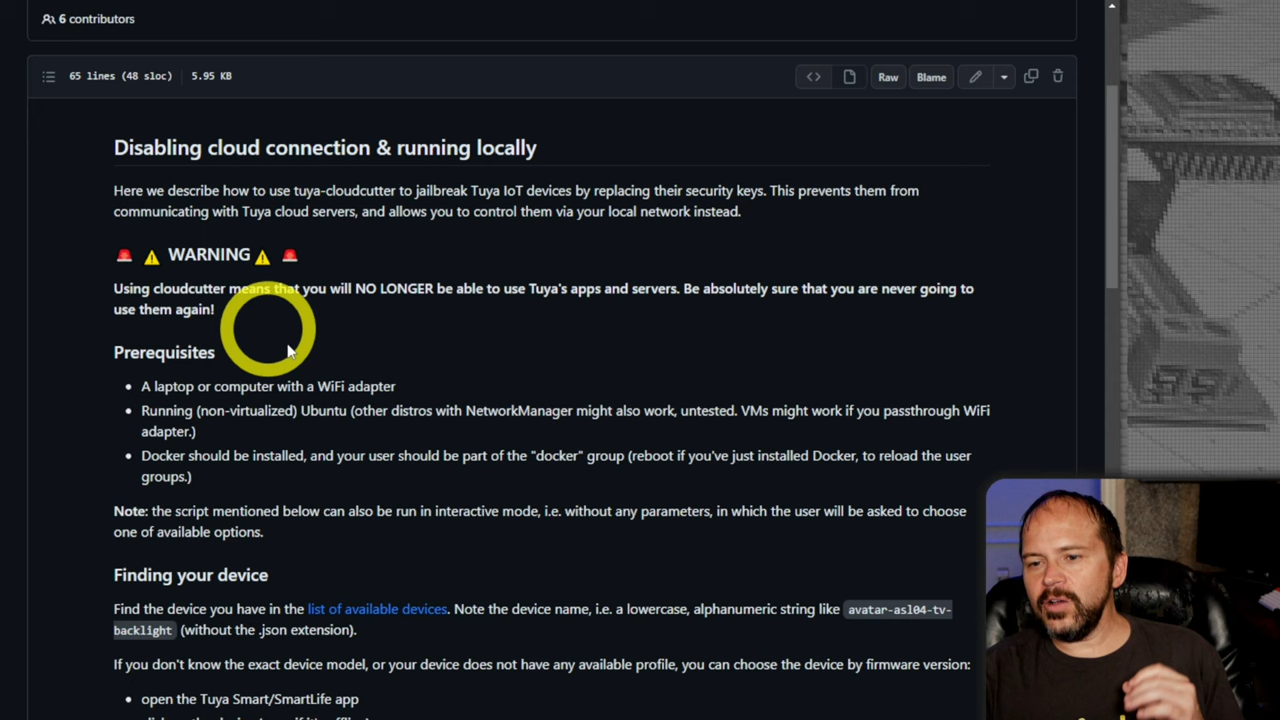 6 contributors
65 lines (48 sloc) 5.95 KB
Raw Blame
Disabling cloud connection & running locally
Here we describe how to use tuya-cloudcutter to jailbreak Tuya IoT devices by replacing their security keys. This prevents them from
communicating with Tuya cloud servers, and allows you to control them via your local network instead.
WARNING
Using cloudcutter means that you will NO LONGER be able to use Tuya's apps and servers. Be absolutely sure that you are never going to
use them again!
Prerequisites
A laptop or computer with a WiFi adapter
Running (non-virtualized) Ubuntu (other distros with NetworkManager might also work, untested. VMs might work if you passthrough WiFi
adapter.)
Docker should be installed, and your user should be part of the "docker" group (reboot if you've just installed Docker, to reload the user
groups.)
Note: the script mentioned below can also be run in interactive mode, i.e. without any parameters, in which the user will be asked to choose
one of available options.
Finding your device
Find the device you have in the list of available devices. Note the device name, i.e. a lowercase, alphanumeric string like avatar-asl04-tv-
backlight (without the .json extension).
If you don't know the exact device model, or your device does not have any available profile, you can choose the device by firmware version:
open the Tuya Smart/SmartLife app